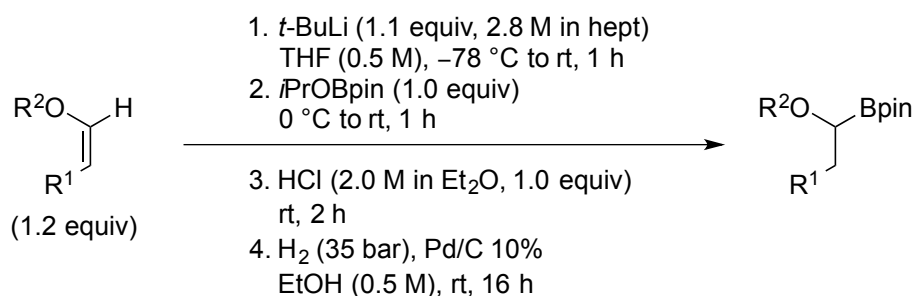 1. t-BuLi (1.1 equiv, 2.8 M in hept)
THF (0.5 M), −78 °C to rt, 1 h
2. iPrOBpin (1.0 equiv)
0 °C to rt, 1 h
R²O H
R¹
(1.2 equiv)
3. HCl (2.0 M in Et₂O, 1.0 equiv)
rt, 2 h
4. H₂ (35 bar), Pd/C 10%
EtOH (0.5 M), rt, 16 h
R²O Bpin
R¹